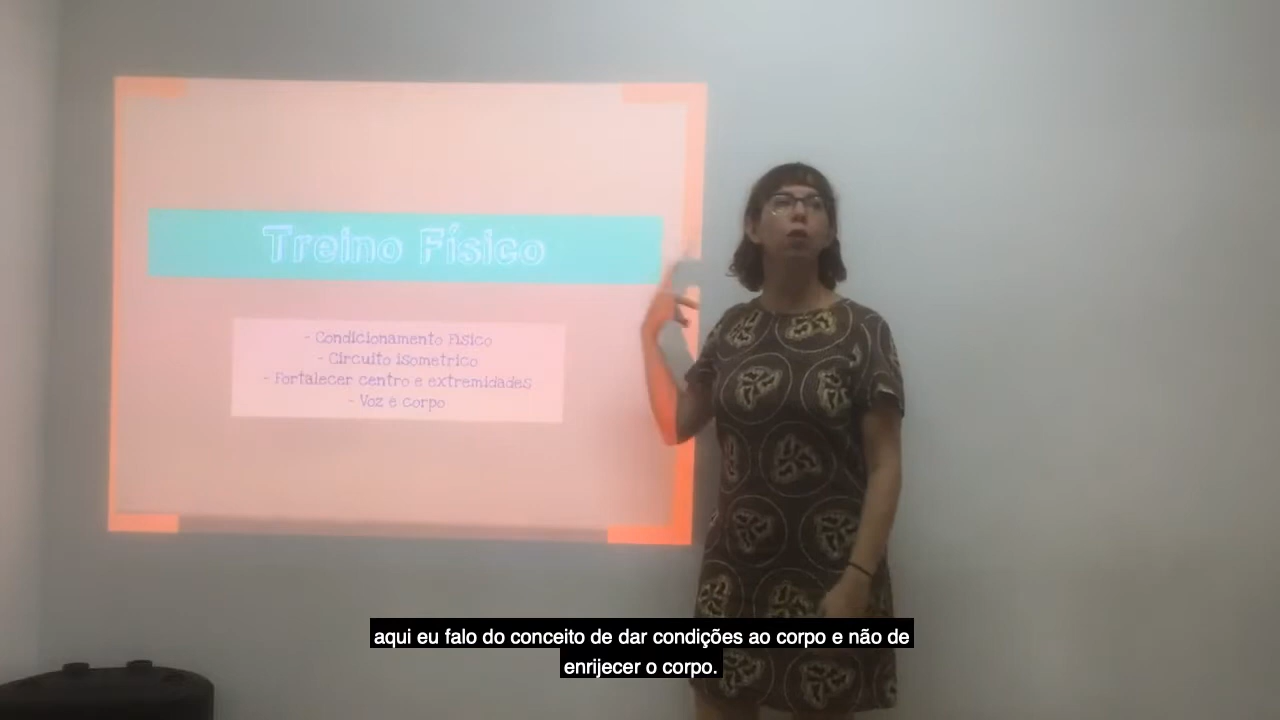 Treino Físico
- Condicionamento Físico
- Circuito isometrico
- Fortalecer centro e extremidades
- Voz e corpo
aqui eu falo do conceito de dar condições ao corpo e não de
enrijecer o corpo.